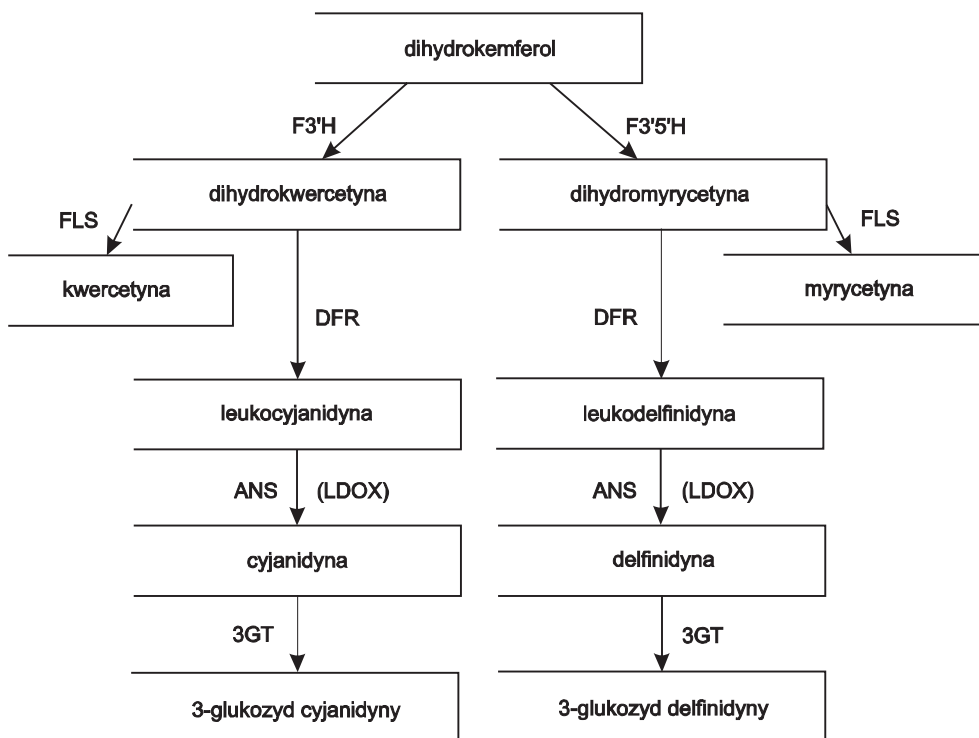 dihydrokemferol
F3'H
F3'5'H
dihydrokwercetyna
dihydromyrycetyna
FLS
FLS
kwercetyna
myrycetyna
DFR
DFR
leukocyjanidyna
leukodelfinidyna
ANS (LDOX)
ANS (LDOX)
cyjanidyna
delfinidyna
3GT
3GT
3-glukozyd cyjanidyny
3-glukozyd delfinidyny